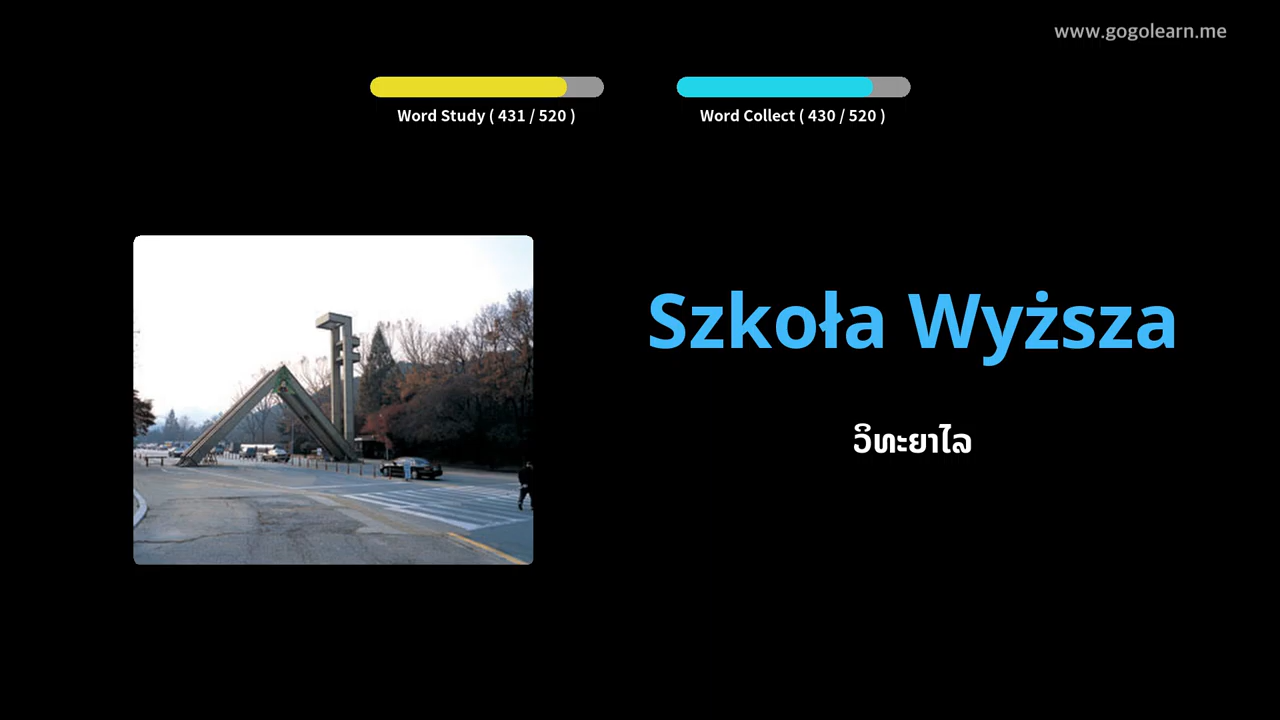 www.gogolearn.me
Word Study ( 431 / 520 )
Word Collect ( 430 / 520 )
Szkoła Wyższa
ວິທະຍາໄລ